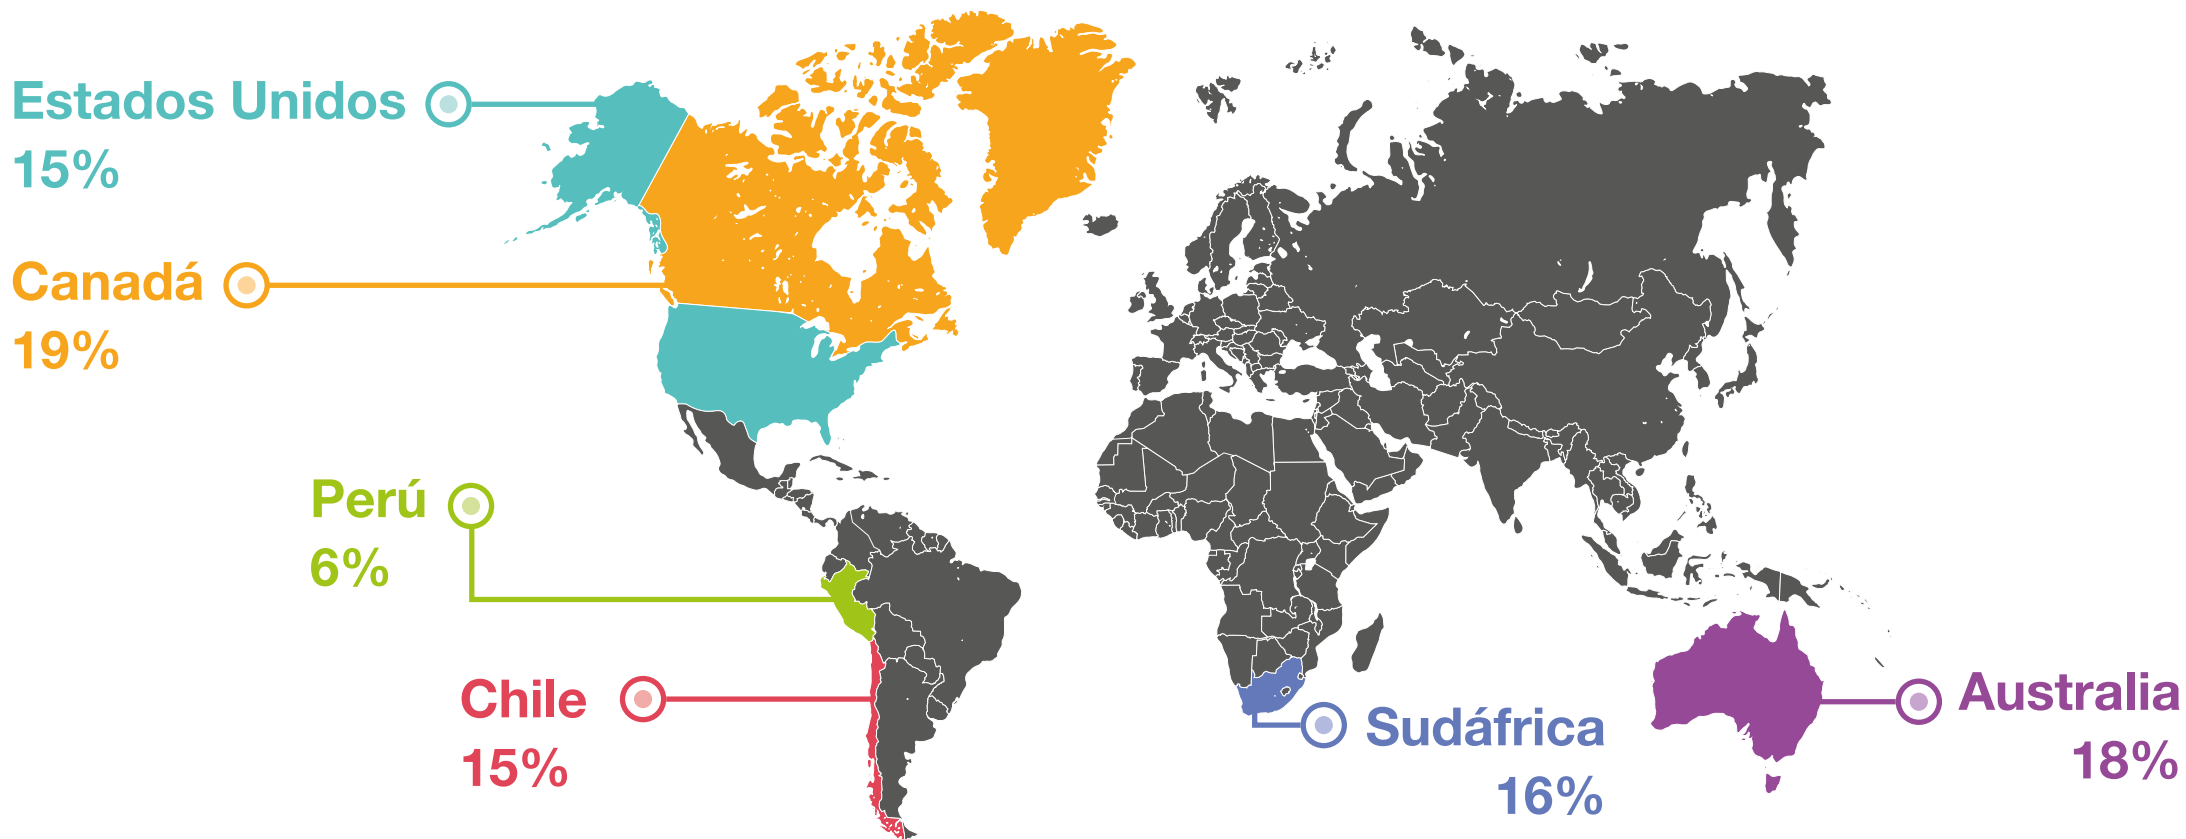 Estados Unidos
15%
Canadá
19%
Perú
6%
Chile
15%
Sudáfrica
16%
Australia
18%